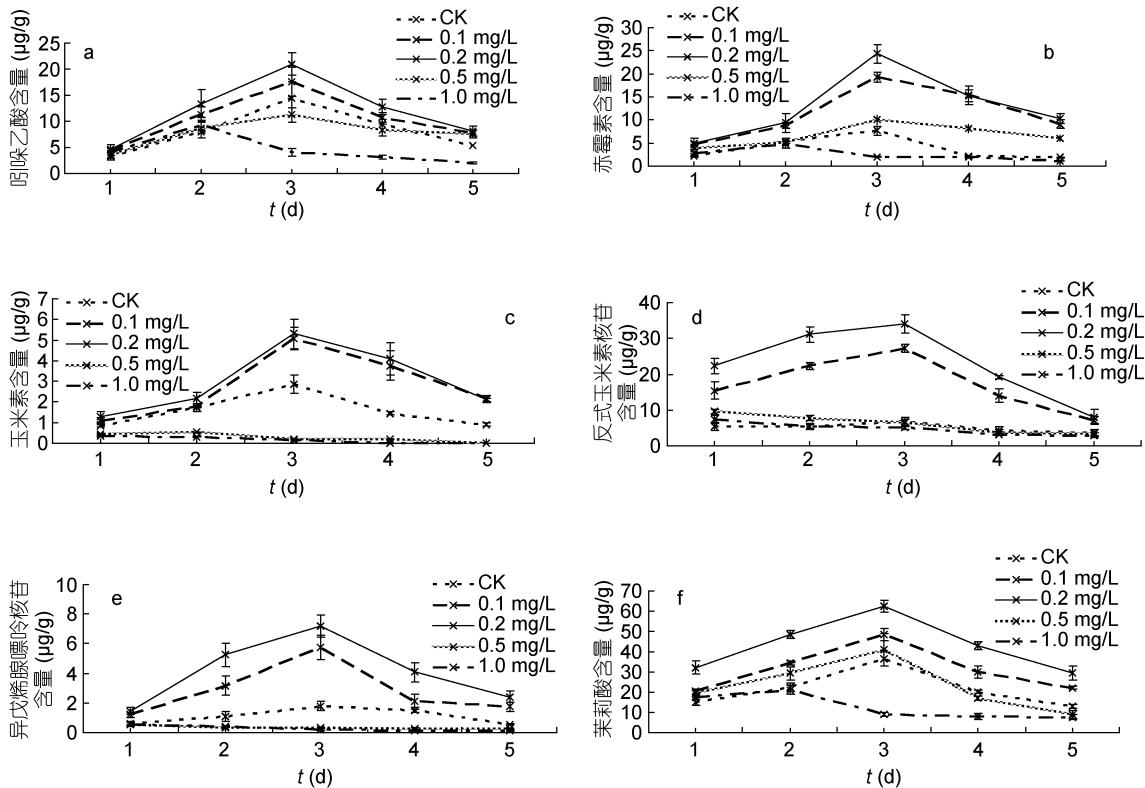 a
CK
0.1 mg/L
0.2 mg/L
0.5 mg/L
1.0 mg/L
吲哚乙酸含量 (μg/g)
25
20
15
10
5
0
1 2 3 4 5
t (d)
b
CK
0.1 mg/L
0.2 mg/L
0.5 mg/L
1.0 mg/L
赤霉素含量 (μg/g)
30
25
20
15
10
5
0
1 2 3 4 5
t (d)
c
CK
0.1 mg/L
0.2 mg/L
0.5 mg/L
1.0 mg/L
玉米素含量 (μg/g)
7
6
5
4
3
2
1
0
1 2 3 4 5
t (d)
d
CK
0.1 mg/L
0.2 mg/L
0.5 mg/L
1.0 mg/L
反式玉米素核苷
含量 (μg/g)
40
30
20
10
0
1 2 3 4 5
t (d)
e
CK
0.1 mg/L
0.2 mg/L
0.5 mg/L
1.0 mg/L
异戊烯腺嘌呤核苷
含量 (μg/g)
10
8
6
4
2
0
1 2 3 4 5
t (d)
f
CK
0.1 mg/L
0.2 mg/L
0.5 mg/L
1.0 mg/L
茉莉酸含量 (μg/g)
70
60
50
40
30
20
10
0
1 2 3 4 5
t (d)